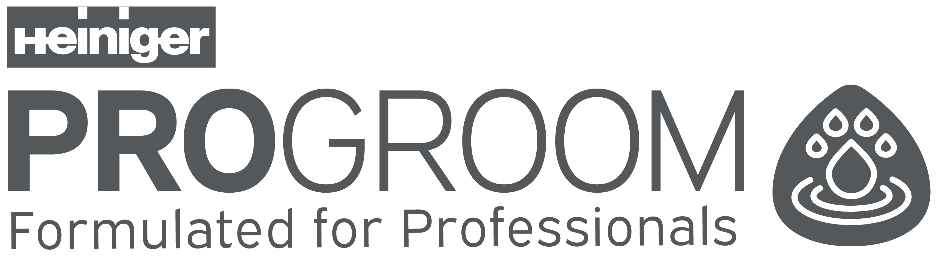 Heiniger
PROGROOM
Formulated for Professionals